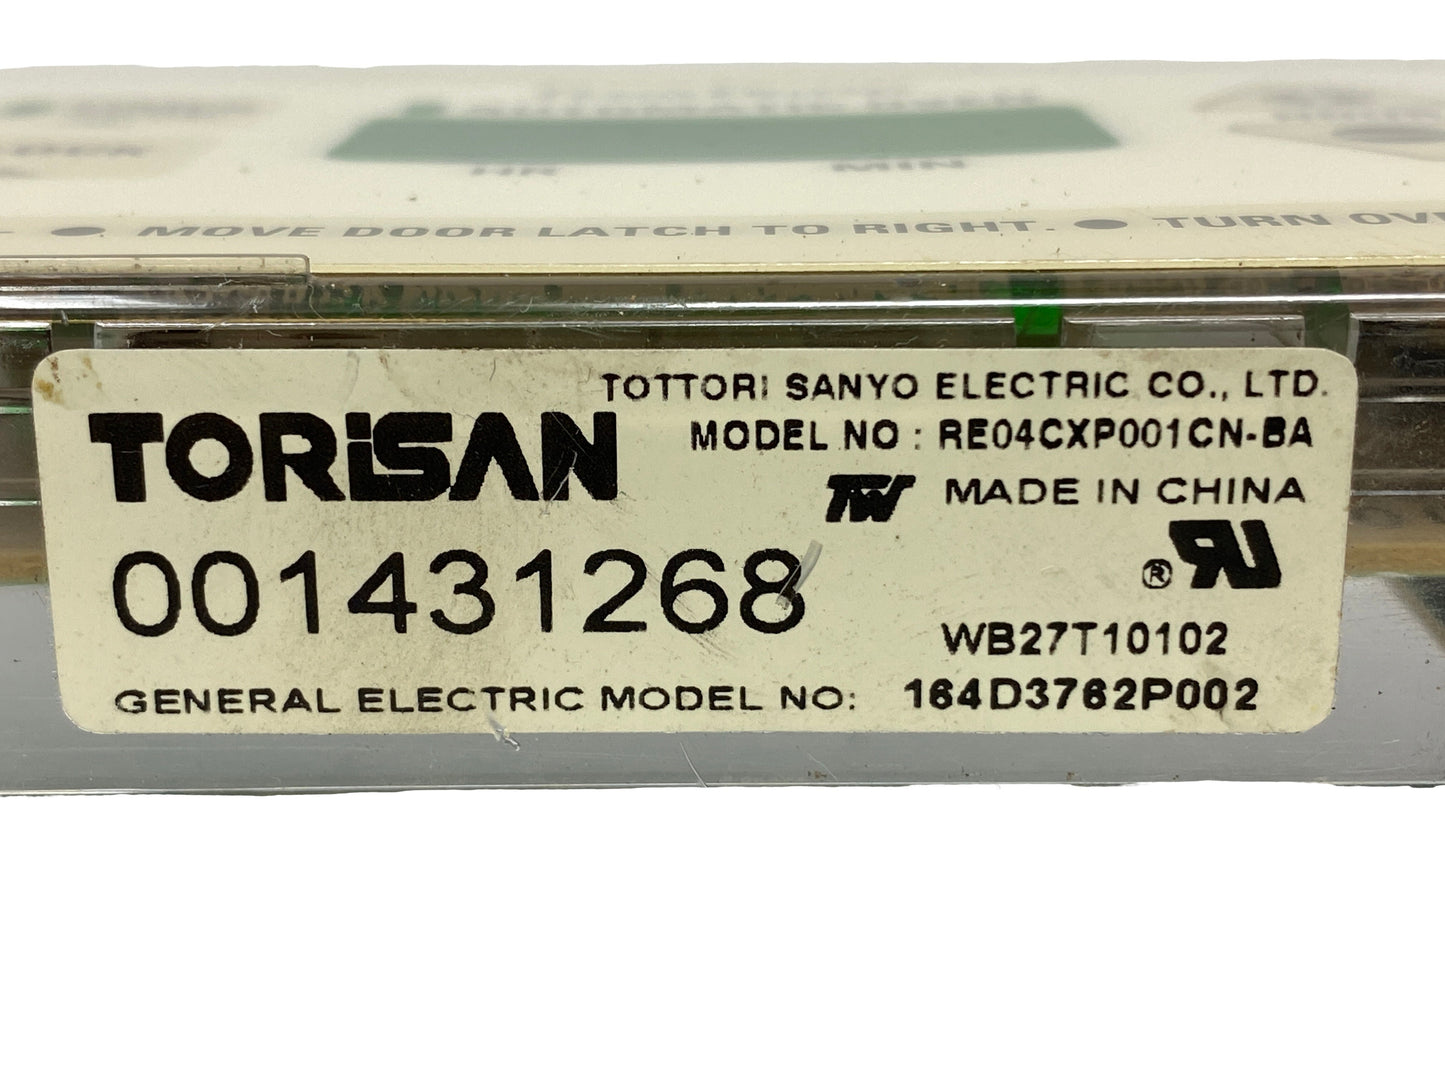 HR MIN
MOVE DOOR LATCH TO RIGHT. ● TURN
TOTTORI SANYO ELECTRIC CO., LTD.
TORiSAN
MODEL NO : RE04CXP001CN-BA
MADE IN CHINA
001431268
®
WB27T10102
GENERAL ELECTRIC MODEL NO: 164D3762P002